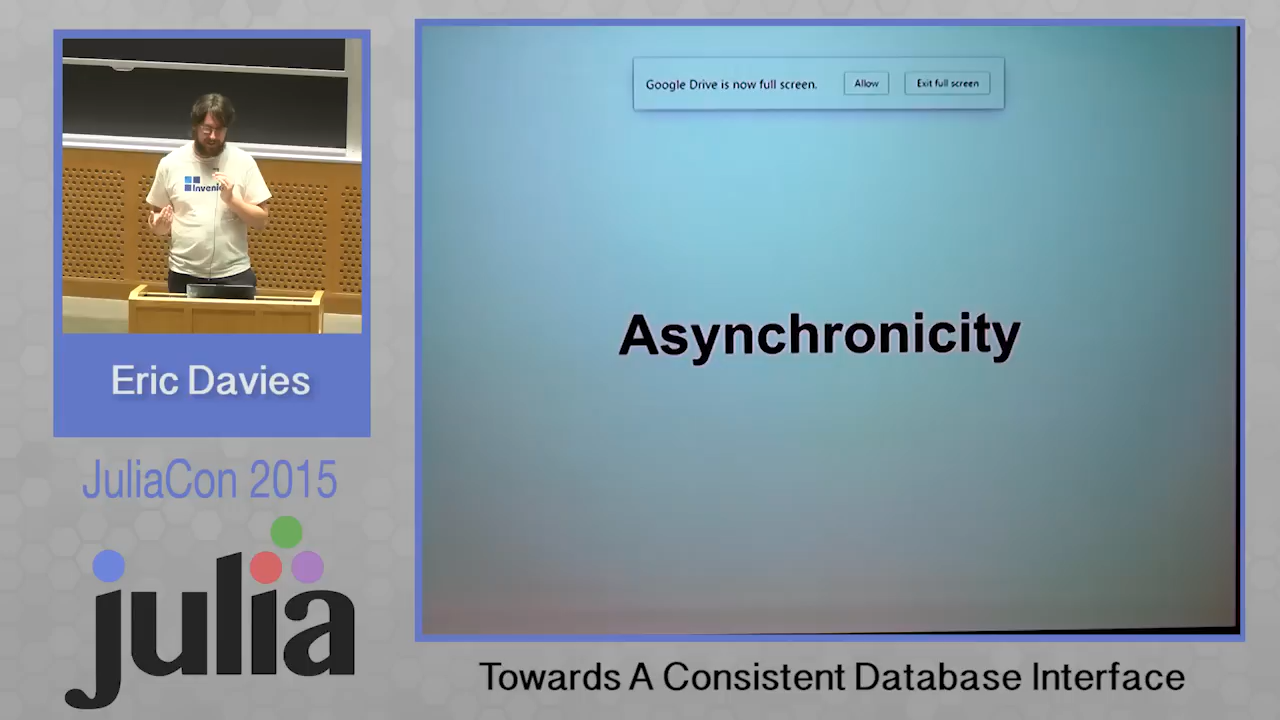 Inveni
Eric Davies
JuliaCon 2015
julia
Google Drive is now full screen. Allow Exit full screen
Asynchronicity
Towards A Consistent Database Interface